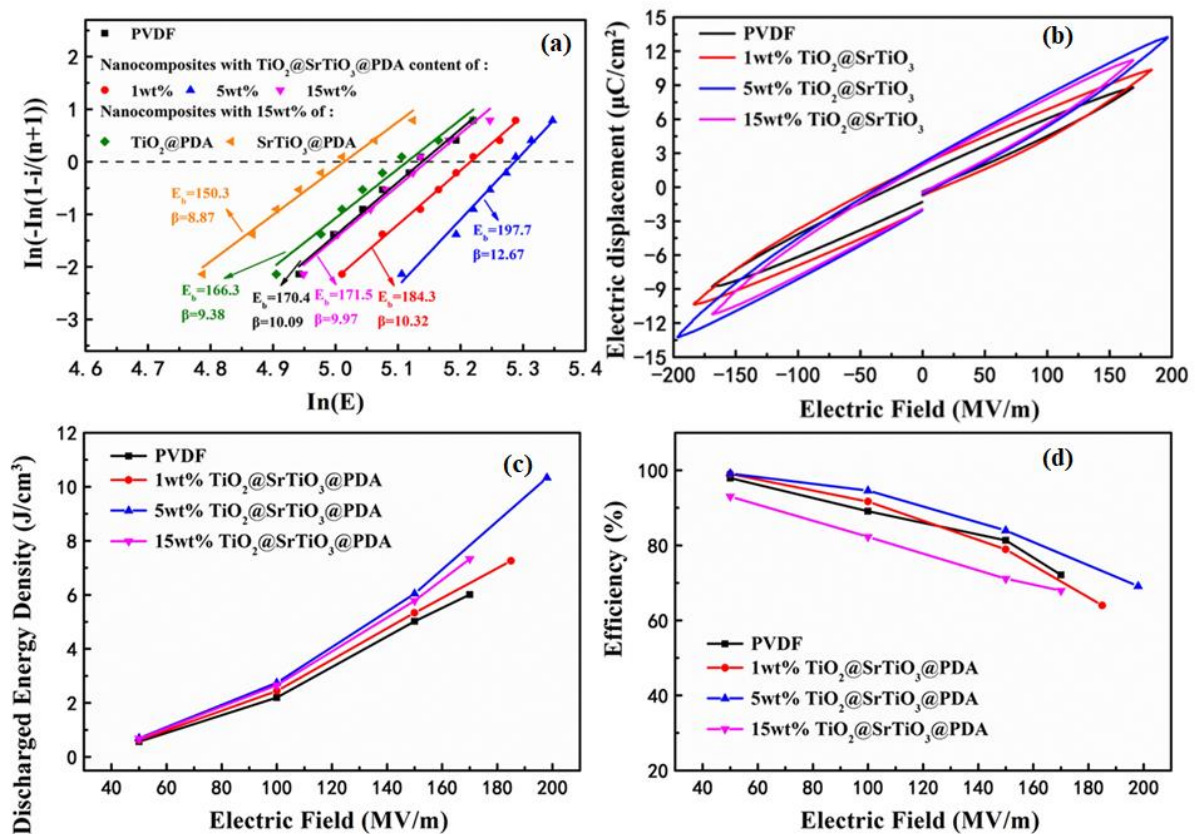 (a)
PVDF
Nanocomposites with TiO₂@SrTiO₃@PDA content of :
1wt% 5wt% 15wt%
Nanocomposites with 15wt% of :
TiO₂@PDA SrTiO₃@PDA
E_b=150.3
β=8.87
E_b=197.7
β=12.67
E_b=166.3
β=9.38
E_b=170.4
β=10.09
E_b=171.5
β=9.97
E_b=184.3
β=10.32
2
1
0
-1
-2
-3
4.6 4.7 4.8 4.9 5.0 5.1 5.2 5.3 5.4
In(-In(1-i/(n+1))
In(E)
(b)
PVDF
1wt% TiO₂@SrTiO₃
5wt% TiO₂@SrTiO₃
15wt% TiO₂@SrTiO₃
15
12
9
6
3
0
-3
-6
-9
-12
-15
-200 -150 -100 -50 0 50 100 150 200
Electric displacement (μC/cm²)
Electric Field (MV/m)
(c)
PVDF
1wt% TiO₂@SrTiO₃@PDA
5wt% TiO₂@SrTiO₃@PDA
15wt% TiO₂@SrTiO₃@PDA
12
10
8
6
4
2
0
40 60 80 100 120 140 160 180 200
Discharged Energy Density (J/cm³)
Electric Field (MV/m)
(d)
100
80
60
40
20
PVDF
1wt% TiO₂@SrTiO₃@PDA
5wt% TiO₂@SrTiO₃@PDA
15wt% TiO₂@SrTiO₃@PDA
40 60 80 100 120 140 160 180 200
Efficiency (%)
Electric Field (MV/m)